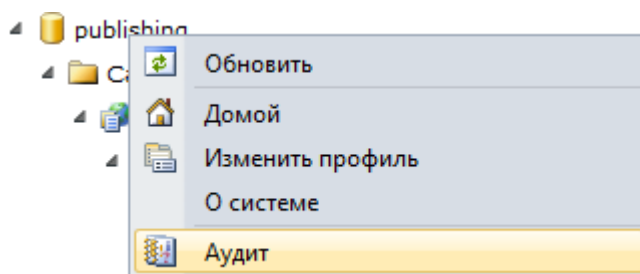 publishing
Обновить
Домой
Изменить профиль
О системе
Аудит